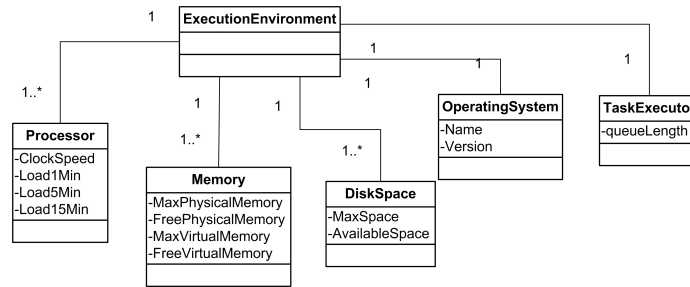 1
ExecutionEnvironment
1
1
1
1
1..*
1
1
1..*
1..*
Processor
-ClockSpeed
-Load1Min
-Load5Min
-Load15Min
Memory
-MaxPhysicalMemory
-FreePhysicalMemory
-MaxVirtualMemory
-FreeVirtualMemory
DiskSpace
-MaxSpace
-AvailableSpace
OperatingSystem
-Name
-Version
TaskExecuto
-queueLength